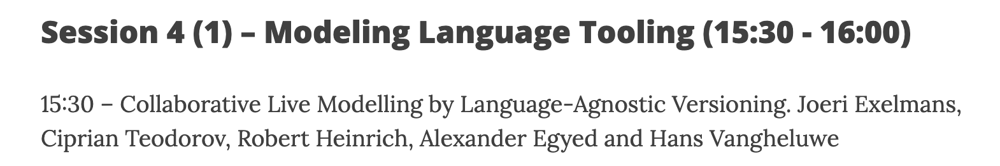 Session 4 (1) – Modeling Language Tooling (15:30 - 16:00)
15:30 – Collaborative Live Modelling by Language-Agnostic Versioning. Joeri Exelmans,
Ciprian Teodorov, Robert Heinrich, Alexander Egyed and Hans Vangheluwe